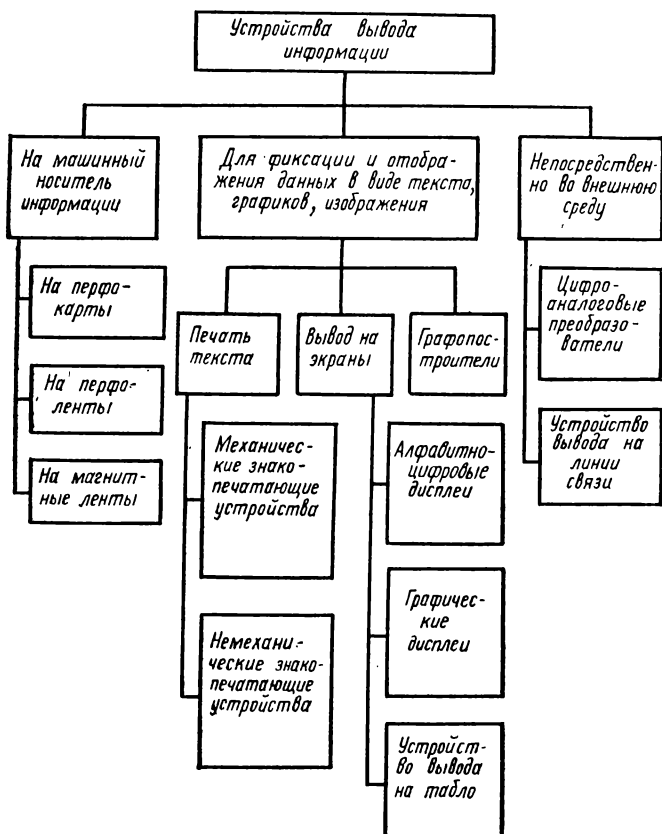 Устройства вывода
информации
На машинный
носитель
информации
Для фиксации и отобра-
жения данных в виде текста,
графиков, изображения
Непосредствен-
но во внешнюю
среду
На перфо-
карты
На перфо-
ленты
На магнит-
ные ленты
Печать
текста
Вывод на
экраны
Графопос-
троители
Механичес-
кие знако-
печатающие
устройства
Немехани-
ческие знако-
печатающие
устройства
Алфавитно-
цифровые
дисплеи
Графичес-
кие
дисплеи
Устройст-
во вывода
на табло
Цифро-
аналоговые
преобразо-
ватели
Устройство
вывода на
линии
связи